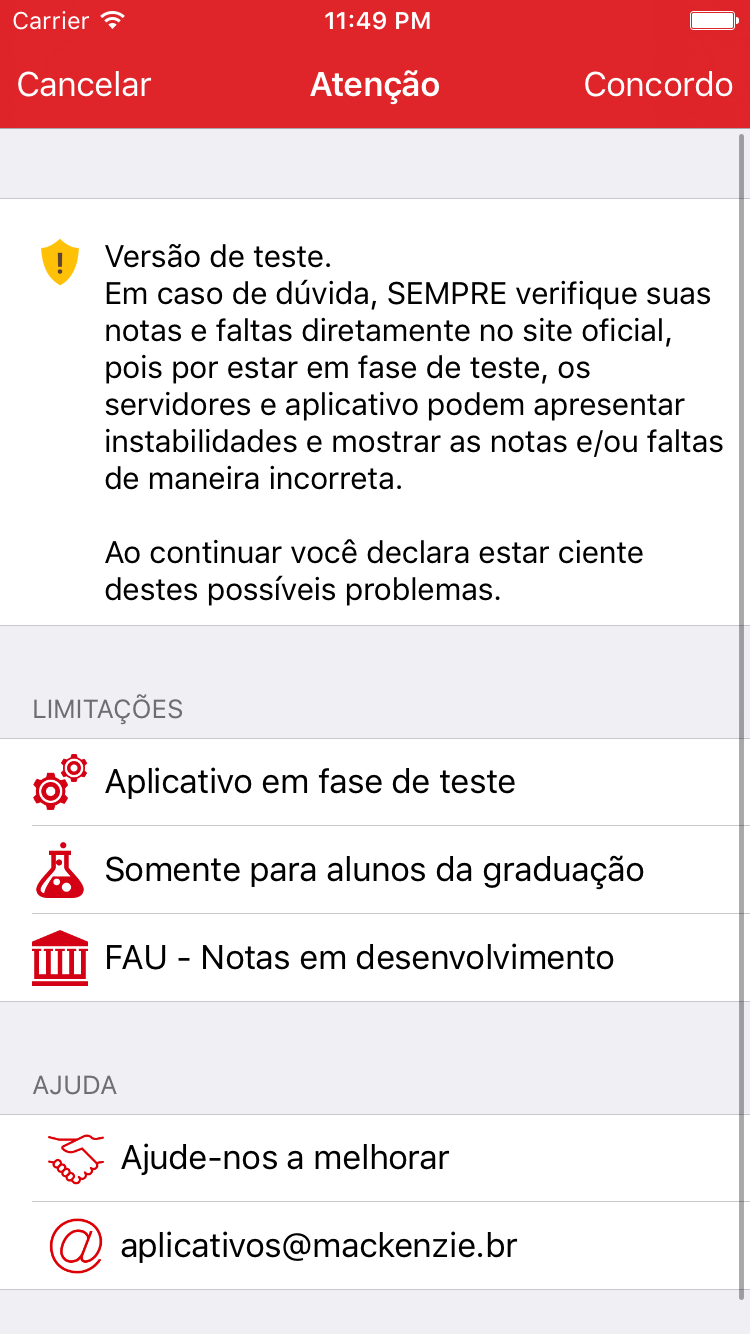 Carrier 11:49 PM
Cancelar Atenção Concordo
Versão de teste.
Em caso de dúvida, SEMPRE verifique suas
notas e faltas diretamente no site oficial,
pois por estar em fase de teste, os
servidores e aplicativo podem apresentar
instabilidades e mostrar as notas e/ou faltas
de maneira incorreta.
Ao continuar você declara estar ciente
destes possíveis problemas.
LIMITAÇÕES
Aplicativo em fase de teste
Somente para alunos da graduação
FAU - Notas em desenvolvimento
AJUDA
Ajude-nos a melhorar
aplicativos@mackenzie.br